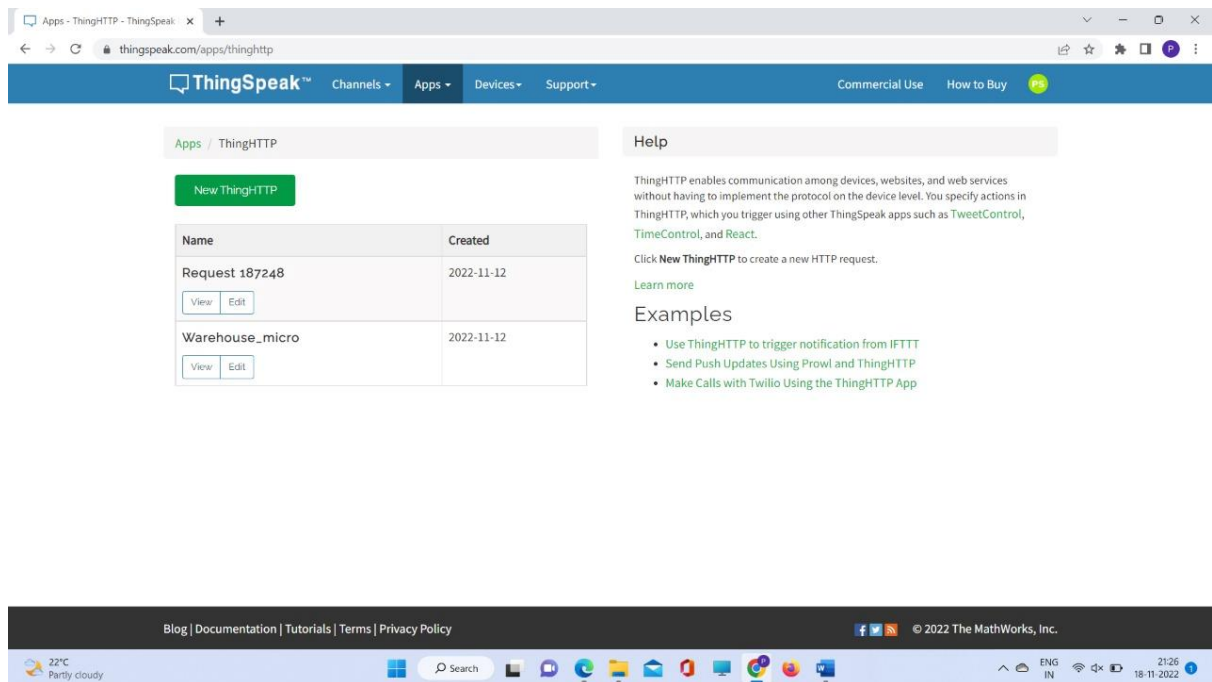 Apps - ThingHTTP - ThingSpeak
thingspeak.com/apps/thinghttp
P
ThingSpeak™ Channels Apps Devices Support Commercial Use How to Buy PS
Apps / ThingHTTP
New ThingHTTP
Name Created
Request 187248 2022-11-12
View Edit
Warehouse_micro 2022-11-12
View Edit
Help
ThingHTTP enables communication among devices, websites, and web services
without having to implement the protocol on the device level. You specify actions in
ThingHTTP, which you trigger using other ThingSpeak apps such as TweetControl,
TimeControl, and React.
Click New ThingHTTP to create a new HTTP request.
Learn more
Examples
• Use ThingHTTP to trigger notification from IFTTT
• Send Push Updates Using Prowl and ThingHTTP
• Make Calls with Twilio Using the ThingHTTP App
Blog | Documentation | Tutorials | Terms | Privacy Policy
© 2022 The MathWorks, Inc.
22°C
Partly cloudy
Search
ENG
IN
21:26
18-11-2022
1